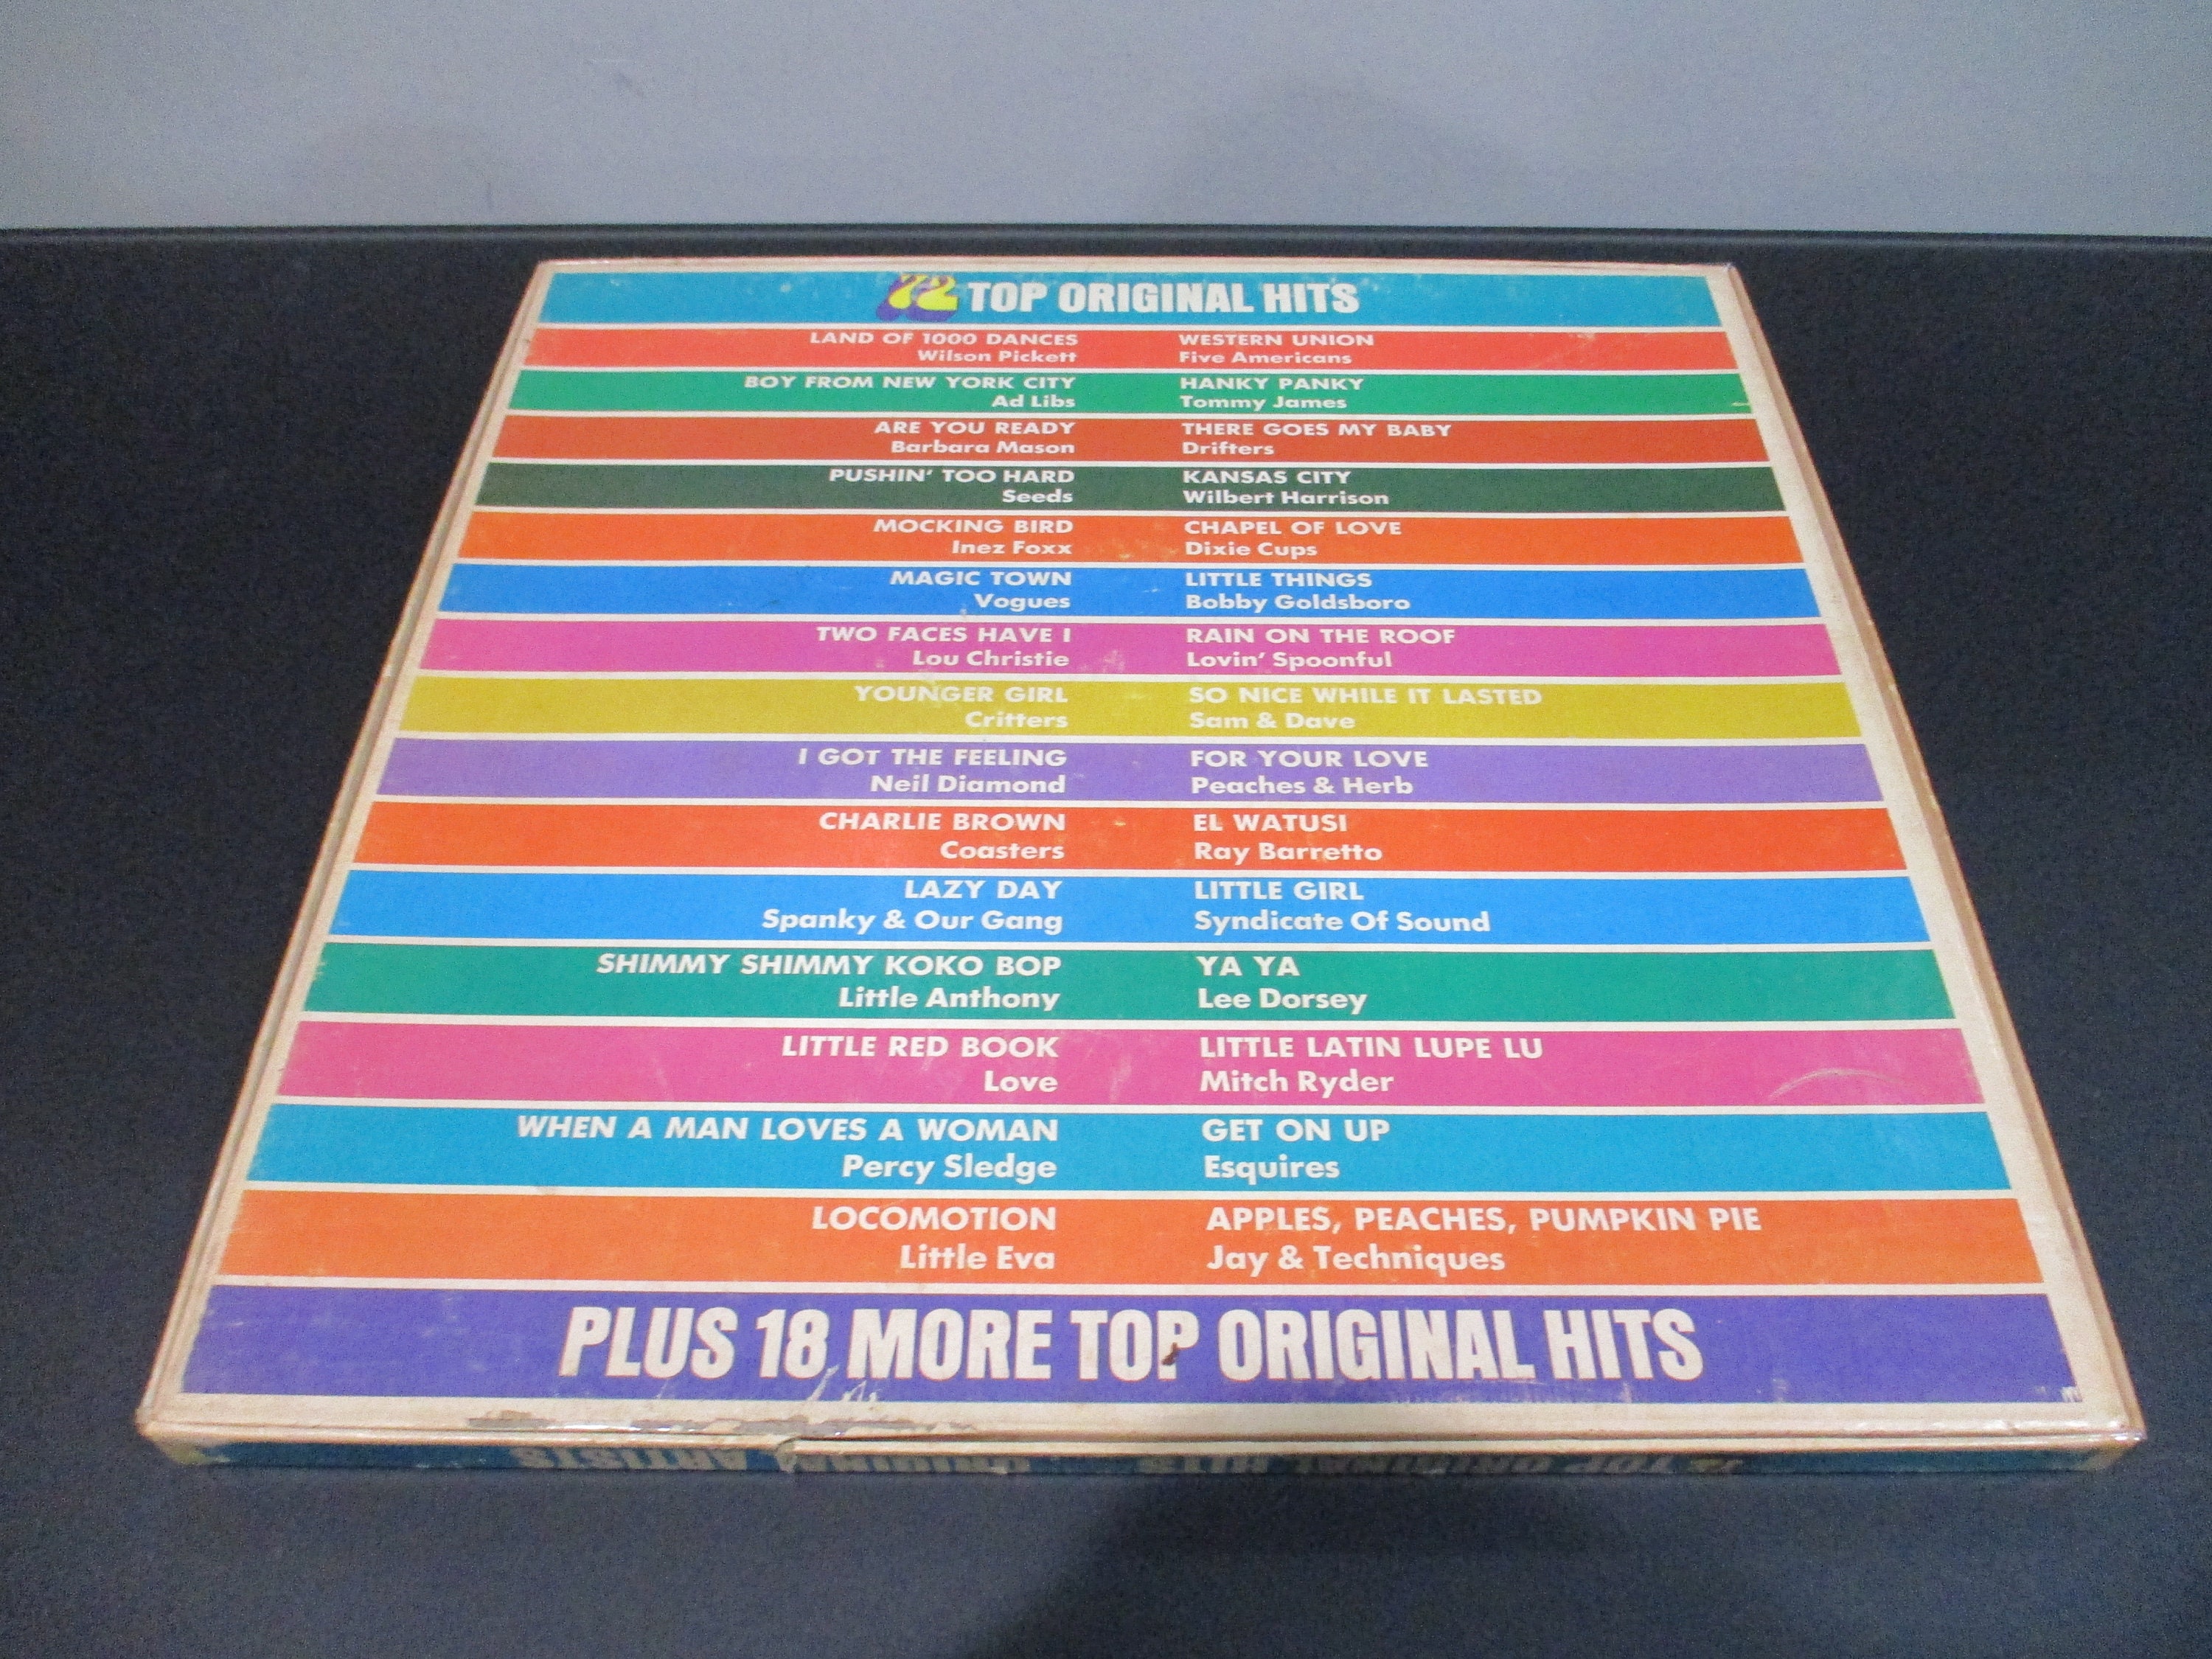 72 TOP ORIGINAL HITS
LAND OF 1000 DANCES
Wilson Pickett
WESTERN UNION
Five Americans
BOY FROM NEW YORK CITY
Ad Libs
HANKY PANKY
Tommy James
ARE YOU READY
Barbara Mason
THERE GOES MY BABY
Drifters
PUSHIN' TOO HARD
Seeds
KANSAS CITY
Wilbert Harrison
MOCKING BIRD
Inez Foxx
CHAPEL OF LOVE
Dixie Cups
MAGIC TOWN
Vogues
LITTLE THINGS
Bobby Goldsboro
TWO FACES HAVE I
Lou Christie
RAIN ON THE ROOF
Lovin' Spoonful
YOUNGER GIRL
Critters
SO NICE WHILE IT LASTED
Sam & Dave
I GOT THE FEELING
Neil Diamond
FOR YOUR LOVE
Peaches & Herb
CHARLIE BROWN
Coasters
EL WATUSI
Ray Barretto
LAZY DAY
Spanky & Our Gang
LITTLE GIRL
Syndicate Of Sound
SHIMMY SHIMMY KOKO BOP
Little Anthony
YA YA
Lee Dorsey
LITTLE RED BOOK
Love
LITTLE LATIN LUPE LU
Mitch Ryder
WHEN A MAN LOVES A WOMAN
Percy Sledge
GET ON UP
Esquires
LOCOMOTION
Little Eva
APPLES, PEACHES, PUMPKIN PIE
Jay & Techniques
PLUS 18 MORE TOP ORIGINAL HITS
72 TOP ORIGINAL HITS ORIGINAL ARTISTS